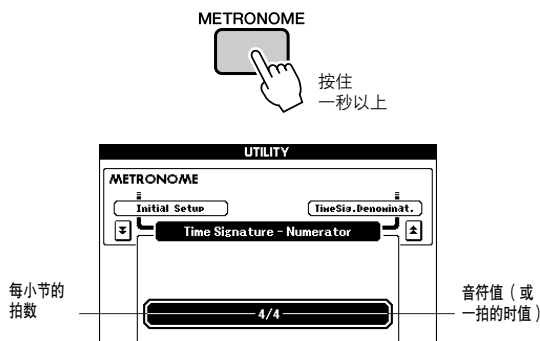 METRONOME
按住
一秒以上
UTILITY
METRONOME
Initial Setup
TimeSig.Denominat.
Time Signature - Numerator
每小节的
拍数
4/4
音符值(或
一拍的时值)